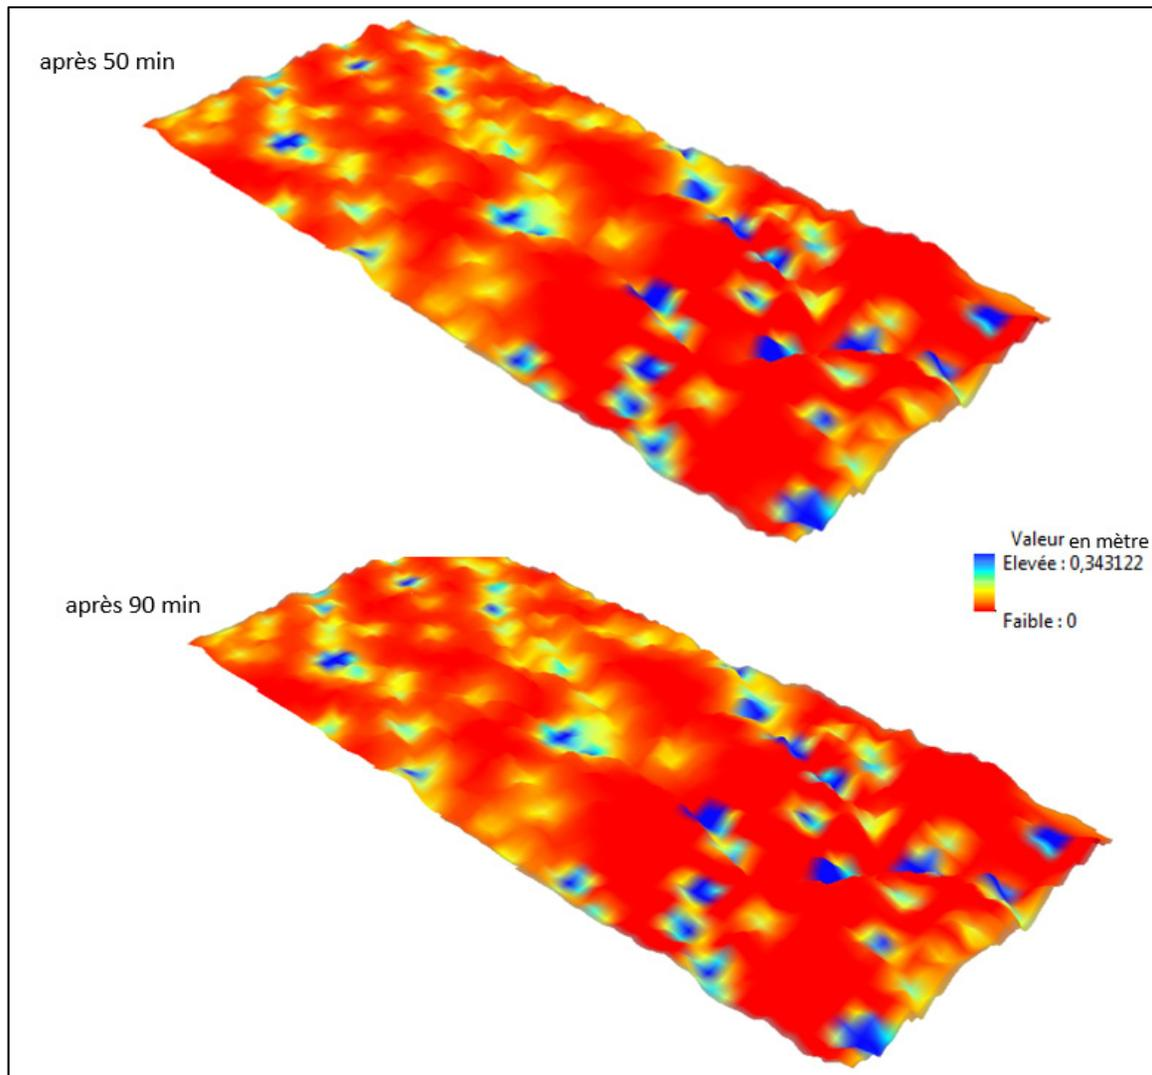 après 50 min
Valeur en mètre
Elevée : 0,343122
Faible : 0
après 90 min